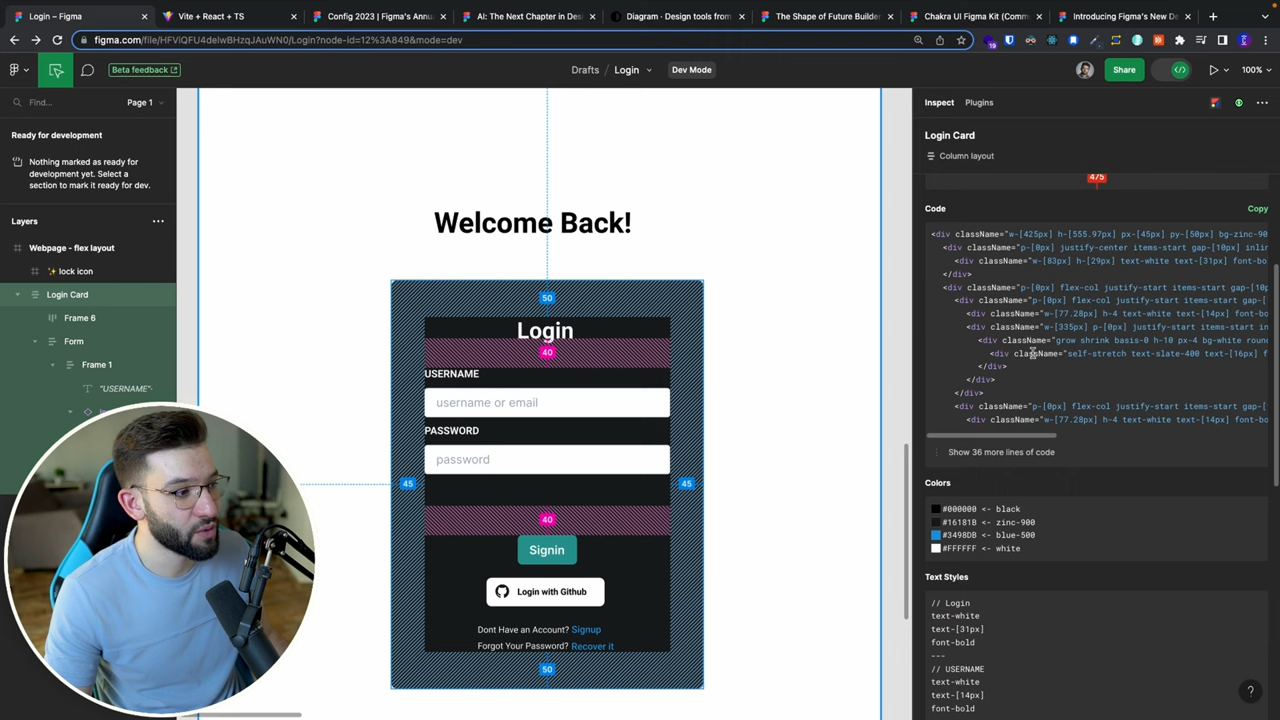 Login – Figma
Vite + React + TS
Config 2023 | Figma's Annu
AI: The Next Chapter in Des
Diagram · Design tools from
The Shape of Future Builder
Chakra UI Figma Kit (Comm
Introducing Figma's New De
figma.com/file/HFViQFU4delwBHzqJAuWN0/Login?node-id=12%3A849&mode=dev
19
Beta feedback
Drafts / Login
Dev Mode
Share
100%
Find...
Page 1
Ready for development
Nothing marked as ready for
development yet. Select a
section to mark it ready for dev.
Layers
Webpage - flex layout
✨ lock icon
Login Card
Frame 6
Form
Frame 1
"USERNAME"
Welcome Back!
50
Login
40
USERNAME
username or email
PASSWORD
password
45
45
40
Signin
Login with Github
Dont Have an Account? Signup
Forgot Your Password? Recover it
50
Inspect
Plugins
Login Card
Column layout
475
Code
Copy
<div className="w-[425px] h-[555.97px] px-[45px] py-[50px] bg-zinc-90
<div className="p-[0px] justify-center items-start gap-[10px] inlin
<div className="w-[83px] h-[29px] text-white text-[31px] font-bo
</div>
<div className="p-[0px] flex-col justify-start items-start gap-[10p
<div className="p-[0px] flex-col justify-start items-start gap-[
<div className="w-[77.28px] h-4 text-white text-[14px] font-b
<div className="w-[335px] p-[0px] justify-start items-start in
<div className="grow shrink basis-0 h-10 px-4 bg-white roun
<div className="self-stretch text-slate-400 text-[16px] f
</div>
</div>
</div>
<div className="p-[0px] flex-col justify-start items-start gap-[
<div className="w-[77.28px] h-4 text-white text-[14px] font-b
Show 36 more lines of code
Colors
#000000 <- black
#16181B <- zinc-900
#3498DB <- blue-500
#FFFFFF <- white
Text Styles
// Login
text-white
text-[31px]
font-bold
---
// USERNAME
text-white
text-[14px]
font-bold
?